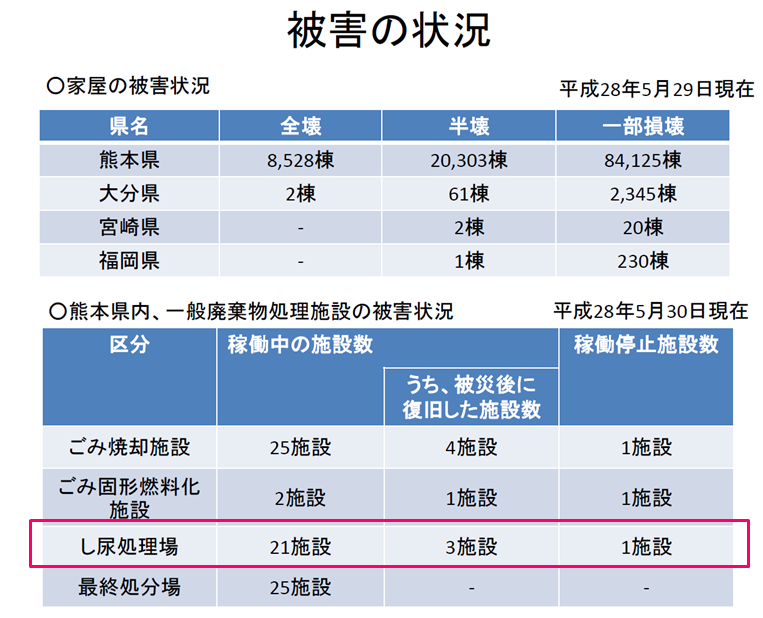 被害の状況
〇家屋の被害状況 平成28年5月29日現在
県名 全壊 半壊 一部損壊
熊本県 8,528棟 20,303棟 84,125棟
大分県 2棟 61棟 2,345棟
宮崎県 - 2棟 20棟
福岡県 - 1棟 230棟
〇熊本県内、一般廃棄物処理施設の被害状況 平成28年5月30日現在
区分 稼働中の施設数 稼働停止施設数
うち、被災後に
復旧した施設数
ごみ焼却施設 25施設 4施設 1施設
ごみ固形燃料化
施設 2施設 1施設 1施設
し尿処理場 21施設 3施設 1施設
最終処分場 25施設 - -